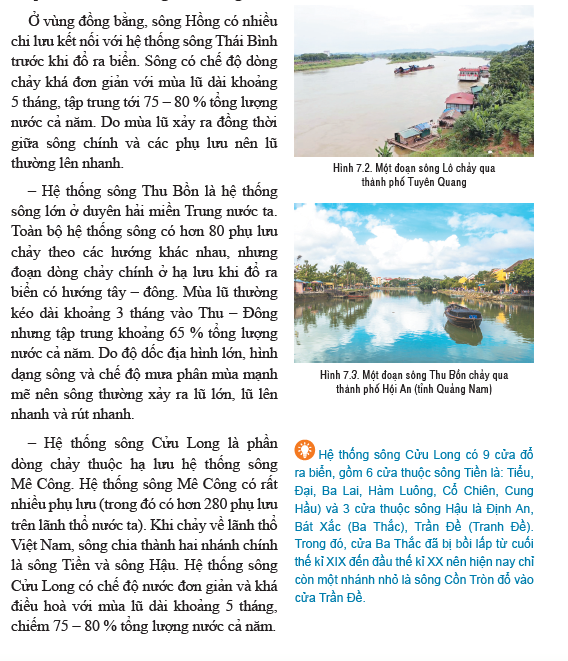 Ở vùng đồng bằng, sông Hồng có nhiều
chi lưu kết nối với hệ thống sông Thái Bình
trước khi đổ ra biển. Sông có chế độ dòng
chảy khá đơn giản với mùa lũ dài khoảng
5 tháng, tập trung tới 75 – 80 % tổng lượng
nước cả năm. Do mùa lũ xảy ra đồng thời
giữa sông chính và các phụ lưu nên lũ
thường lên nhanh.
– Hệ thống sông Thu Bồn là hệ thống
sông lớn ở duyên hải miền Trung nước ta.
Toàn bộ hệ thống sông có hơn 80 phụ lưu
chảy theo các hướng khác nhau, nhưng
đoạn dòng chảy chính ở hạ lưu khi đổ ra
biển có hướng tây – đông. Mùa lũ thường
kéo dài khoảng 3 tháng vào Thu – Đông
nhưng tập trung khoảng 65 % tổng lượng
nước cả năm. Do độ dốc địa hình lớn, hình
dạng sông và chế độ mưa phân mùa mạnh
mẽ nên sông thường xảy ra lũ lớn, lũ lên
nhanh và rút nhanh.
– Hệ thống sông Cửu Long là phần
dòng chảy thuộc hạ lưu hệ thống sông
Mê Công. Hệ thống sông Mê Công có rất
nhiều phụ lưu (trong đó có hơn 280 phụ lưu
trên lãnh thổ nước ta). Khi chảy về lãnh thổ
Việt Nam, sông chia thành hai nhánh chính
là sông Tiền và sông Hậu. Hệ thống sông
Cửu Long có chế độ nước đơn giản và khá
điều hoà với mùa lũ dài khoảng 5 tháng,
chiếm 75 – 80 % tổng lượng nước cả năm.
Hình 7.2. Một đoạn sông Lô chảy qua
thành phố Tuyên Quang
Hình 7.3. Một đoạn sông Thu Bồn chảy qua
thành phố Hội An (tỉnh Quảng Nam)
Hệ thống sông Cửu Long có 9 cửa đổ
ra biển, gồm 6 cửa thuộc sông Tiền là: Tiểu,
Đại, Ba Lai, Hàm Luông, Cổ Chiên, Cung
Hầu) và 3 cửa thuộc sông Hậu là Định An,
Bát Xắc (Ba Thắc), Trần Đề (Tranh Đề).
Trong đó, cửa Ba Thắc đã bị bồi lấp từ cuối
thế kỉ XIX đến đầu thế kỉ XX nên hiện nay chỉ
còn một nhánh nhỏ là sông Cồn Tròn đổ vào
cửa Trần Đề.